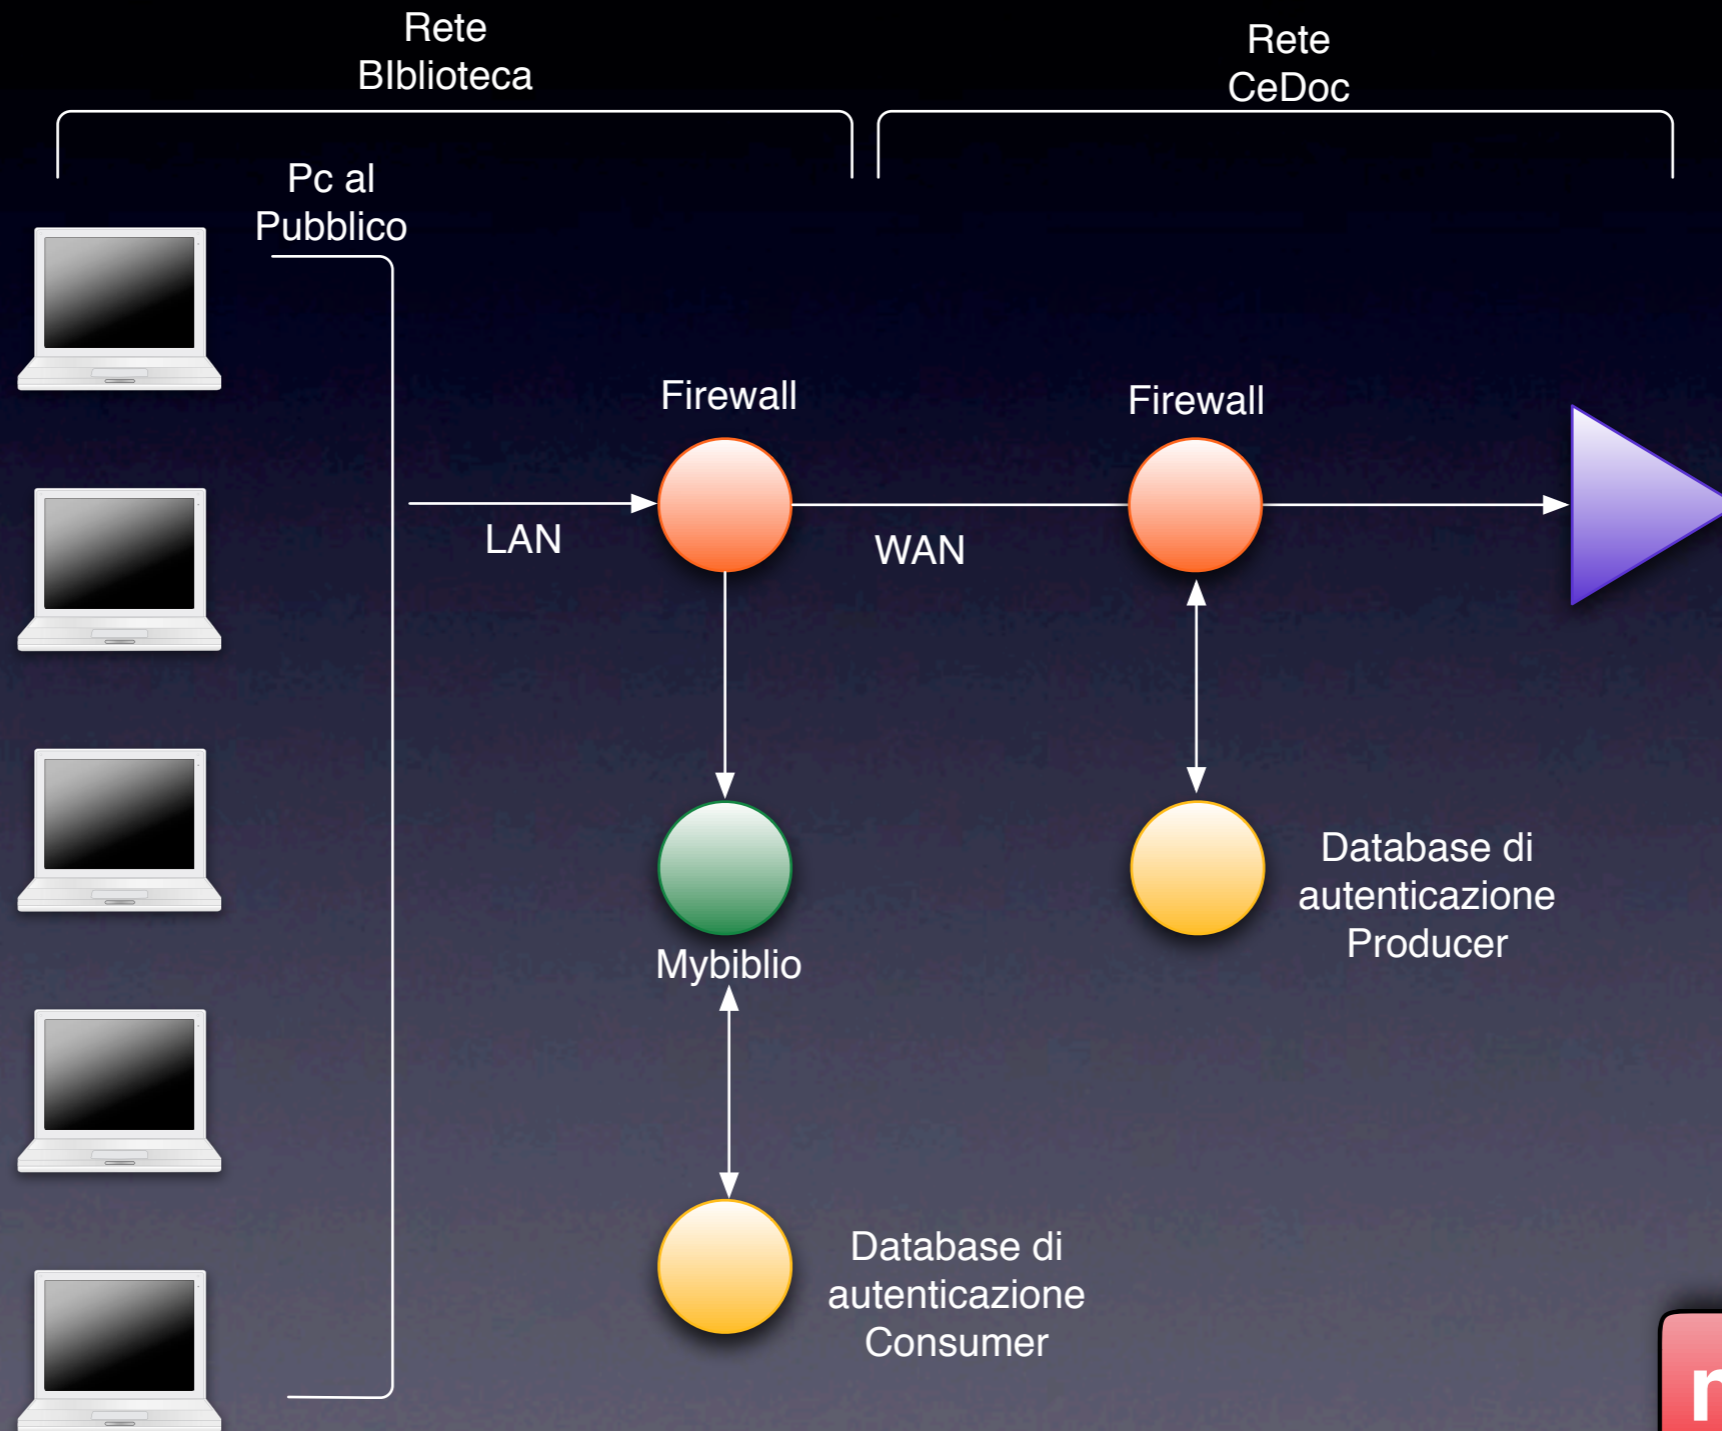 Rete
BIblioteca
Rete
CeDoc
Pc al
Pubblico
Firewall
Firewall
LAN
WAN
Mybiblio
Database di
autenticazione
Producer
Database di
autenticazione
Consumer